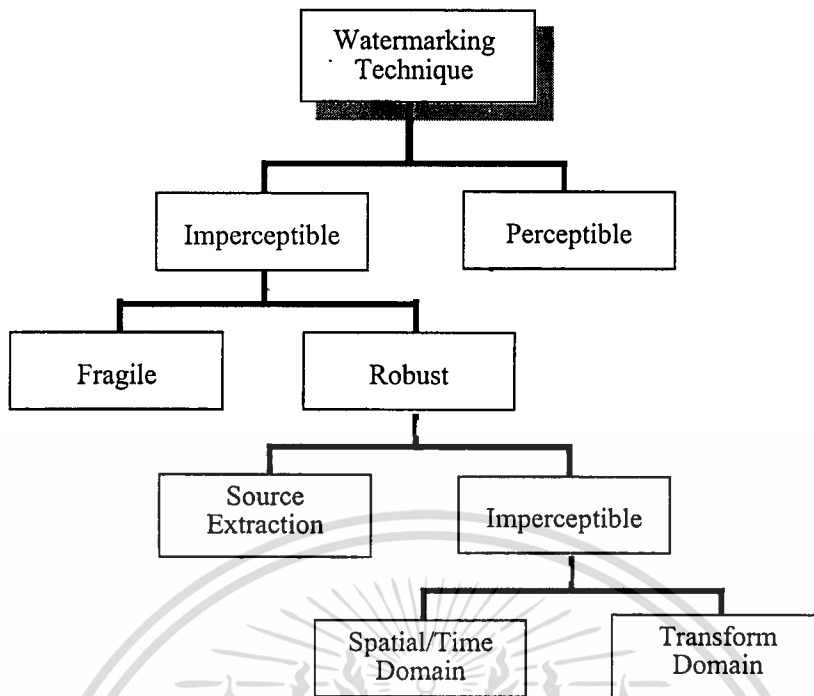 Watermarking
Technique
Imperceptible
Perceptible
Fragile
Robust
Source
Extraction
Imperceptible
Spatial/Time
Domain
Transform
Domain